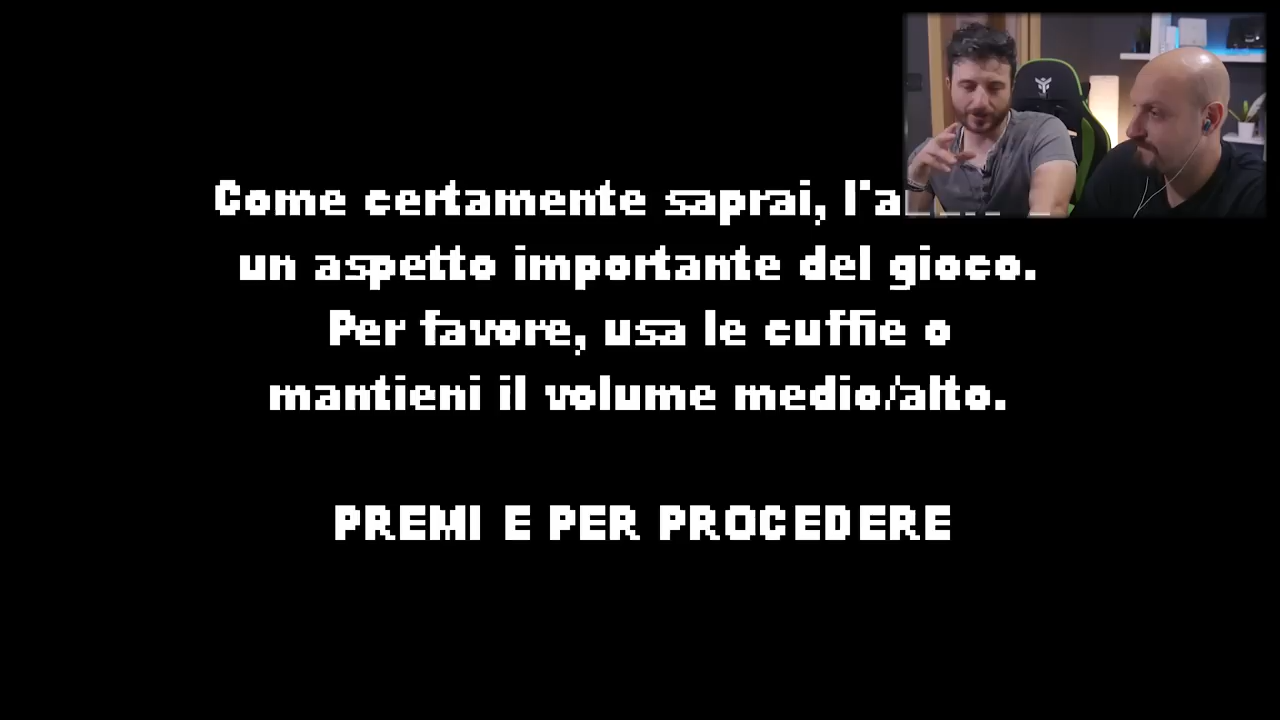 Come certamente saprai,
un aspetto importante del gioco.
Per favore, usa le cuffie o
mantieni il volume medio/alto.
PREMI E PER PROCEDERE